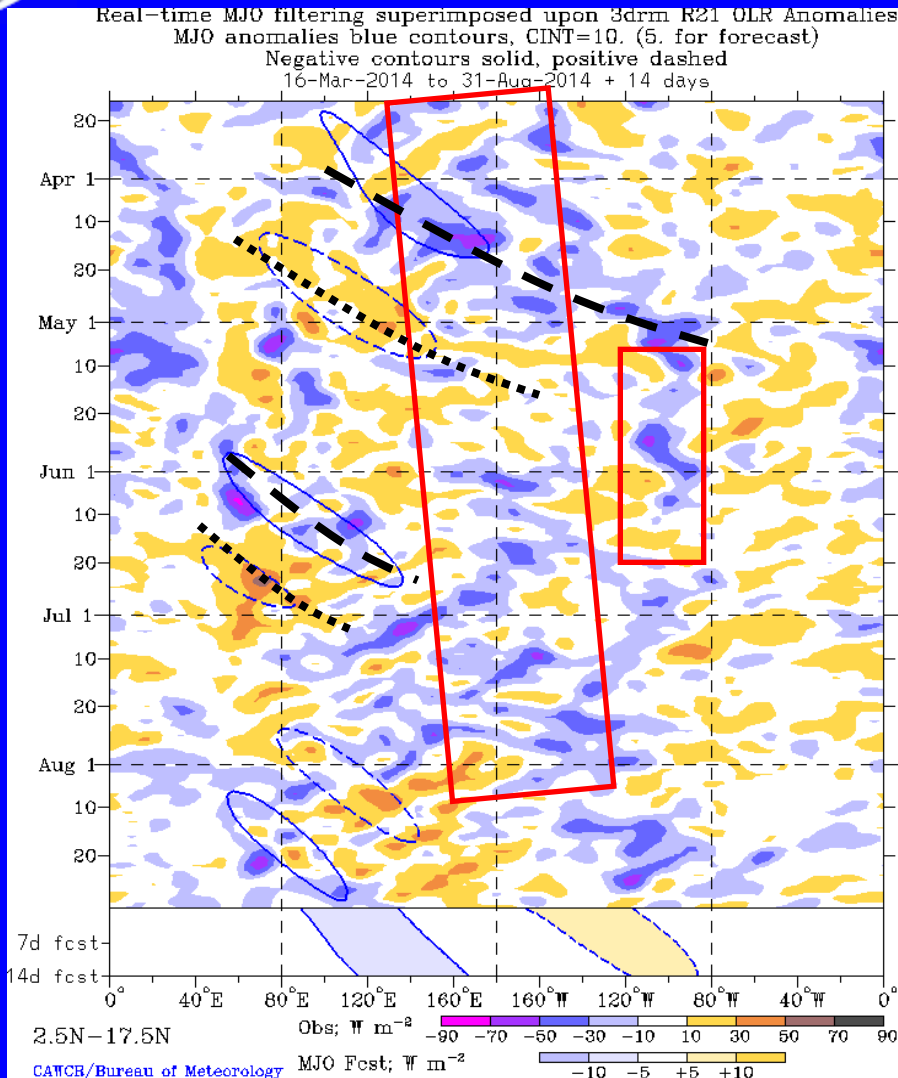 Real-time MJO filtering superimposed upon 3drm R21 OLR Anomalies
MJO anomalies blue contours, CINT=10. (5. for forecast)
Negative contours solid, positive dashed
16-Mar-2014 to 31-Aug-2014 + 14 days
20
Apr 1
10
20
May 1
10
20
Jun 1
10
20
Jul 1
10
20
Aug 1
10
20
7d fcst
14d fcst
0° 40°E 80°E 120°E 160°E 160°W 120°W 80°W 40°W 0°
2.5N-17.5N
Obs; W m⁻²
-90 -70 -50 -30 -10 10 30 50 70 90
CAWCR/Bureau of Meteorology
MJO Fcst; W m⁻²
-10 -5 +5 +10